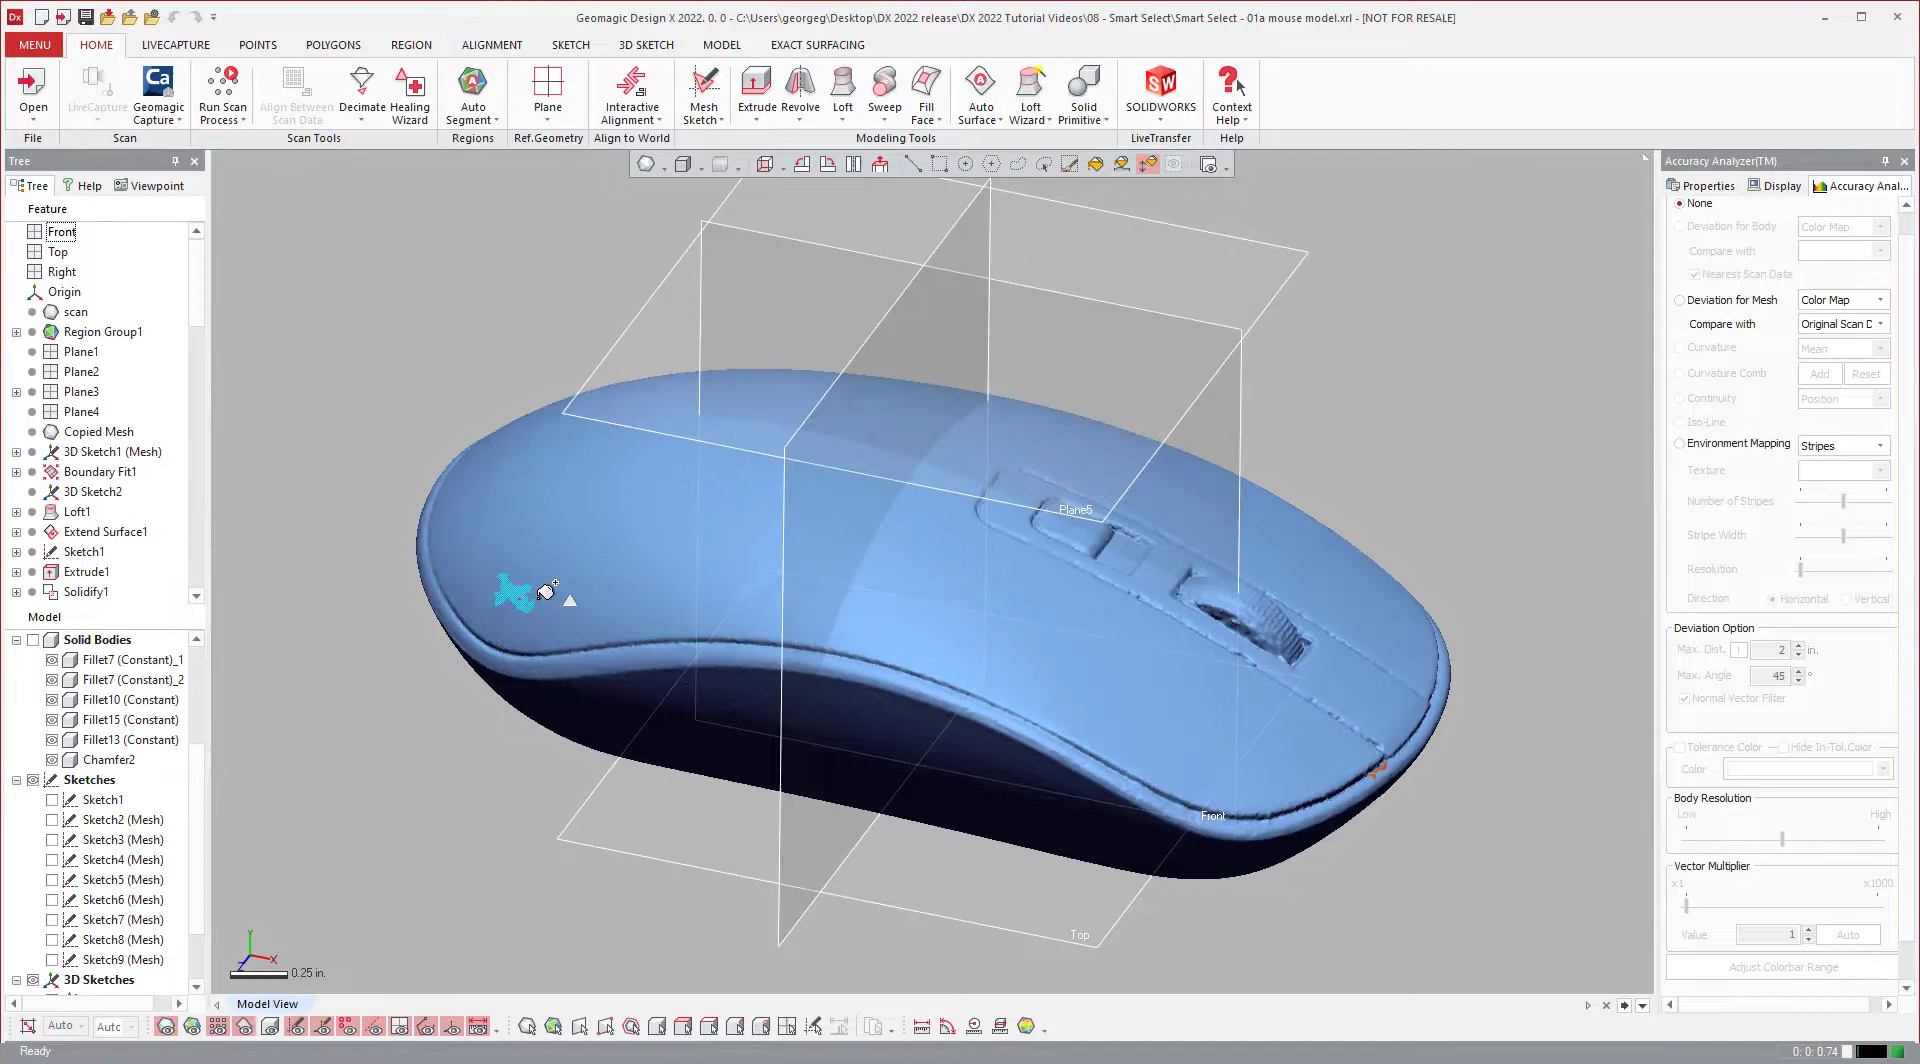 Geomagic Design X 2022. 0. 0 - C:\Users\georgeg\Desktop\DX 2022 release\DX 2022 Tutorial Videos\08 - Smart Select\Smart Select - 01a mouse model.xrl - [NOT FOR RESALE]
MENU HOME LIVECAPTURE POINTS POLYGONS REGION ALIGNMENT SKETCH 3D SKETCH MODEL EXACT SURFACING
Open
LiveCapture
Geomagic Capture
Run Scan Process
Align Between Scan Data
Decimate
Healing Wizard
Auto Segment
Plane
Interactive Alignment
Mesh Sketch
Extrude
Revolve
Loft
Sweep
Fill Face
Auto Surface
Loft Wizard
Solid Primitive
SOLIDWORKS
Context Help
File Scan Scan Tools Regions Ref.Geometry Align to World Modeling Tools LiveTransfer Help
Tree
Tree Help Viewpoint
Feature
Front
Top
Right
Origin
scan
Region Group1
Plane1
Plane2
Plane3
Plane4
Copied Mesh
3D Sketch1 (Mesh)
Boundary Fit1
3D Sketch2
Loft1
Extend Surface1
Sketch1
Extrude1
Solidify1
Model
Solid Bodies
Fillet7 (Constant)_1
Fillet7 (Constant)_2
Fillet10 (Constant)
Fillet15 (Constant)
Fillet13 (Constant)
Chamfer2
Sketches
Sketch1
Sketch2 (Mesh)
Sketch3 (Mesh)
Sketch4 (Mesh)
Sketch5 (Mesh)
Sketch6 (Mesh)
Sketch7 (Mesh)
Sketch8 (Mesh)
Sketch9 (Mesh)
3D Sketches
Plane5
Front
Top
Y
X
Z
0.25 in.
Model View
Accuracy Analyzer(TM)
Properties Display Accuracy Anal...
None
Deviation for Body Color Map
Compare with
Nearest Scan Data
Deviation for Mesh Color Map
Compare with Original Scan D
Curvature Mean
Curvature Comb Add Reset
Continuity Position
Iso-Line
Environment Mapping Stripes
Texture
Number of Stripes
Stripe Width
Resolution
Direction Horizontal Vertical
Deviation Option
Max. Dist. 2 in.
Max. Angle 45 °
Normal Vector Filter
Tolerance Color Hide In-Tol.Color
Color
Body Resolution
Low High
Vector Multiplier
x1 x1000
Value 1 Auto
Adjust Colorbar Range
Auto Auto
Ready
0: 0: 0.74